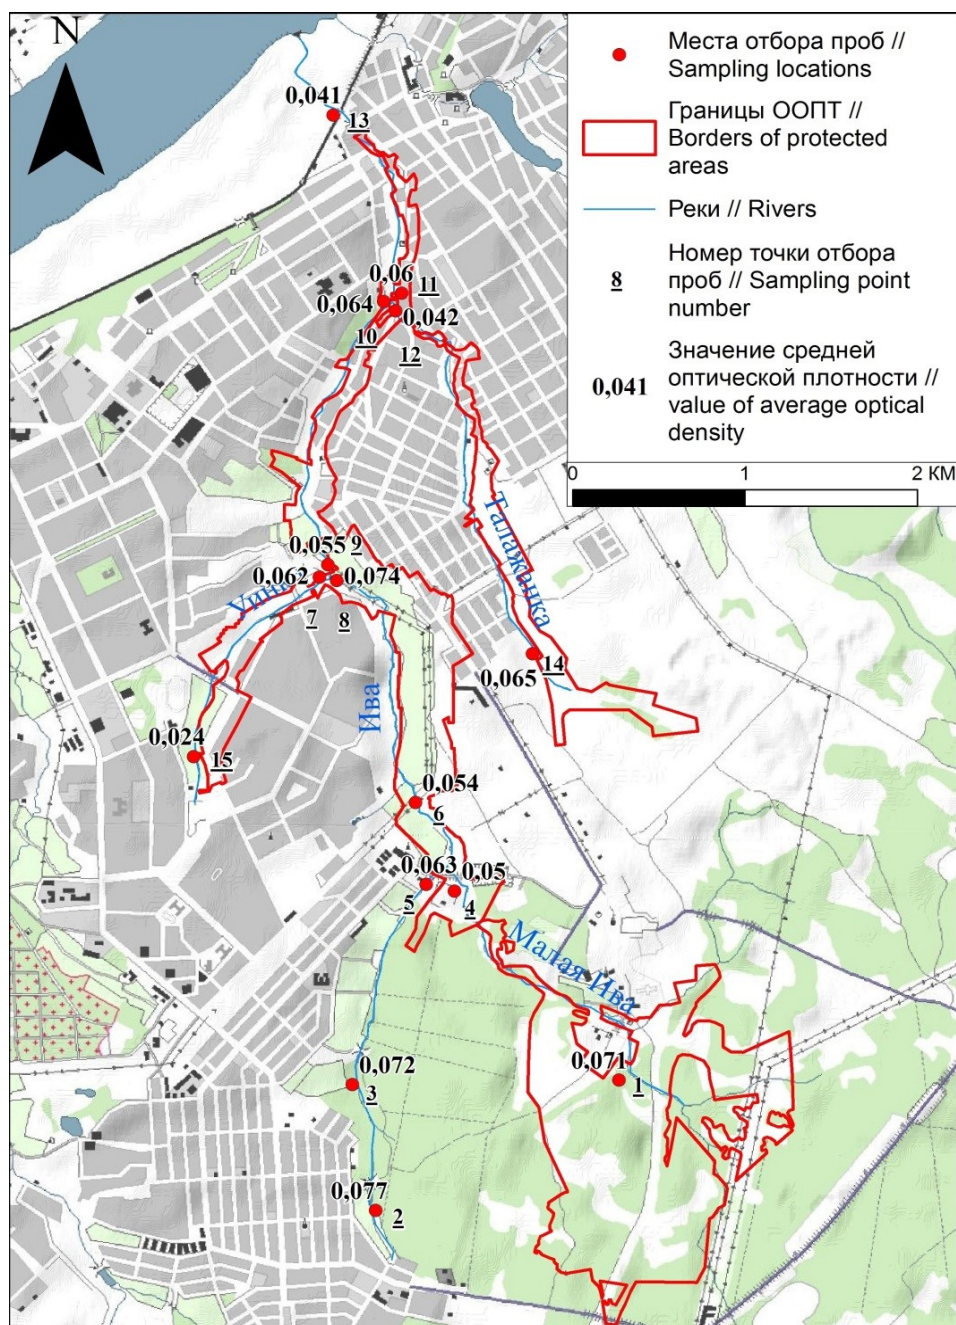 N
Места отбора проб //
Sampling locations
Границы ООПТ //
Borders of protected
areas
Реки // Rivers
8
Номер точки отбора
проб // Sampling point
number
0,041
Значение средней
оптической плотности //
value of average optical
density
0 1 2 КМ
0,041
13
0,06
11
0,064
0,042
10
12
Талажанка
0,055
9
0,062
0,074
Уинка
7
8
Ива
0,065
14
0,024
15
0,054
6
0,063
0,05
5
4
Малая Ива
0,071
1
0,072
3
0,077
2